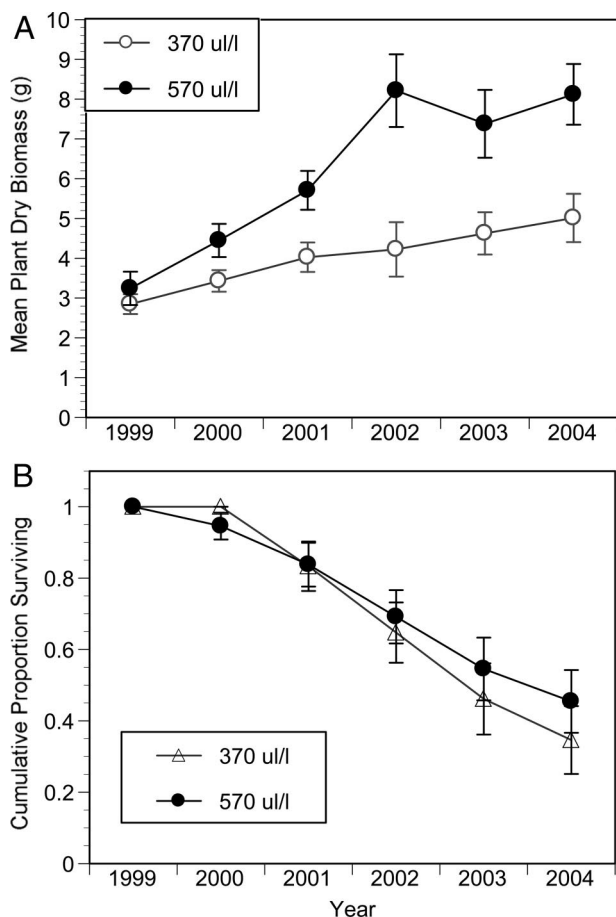 A
370 ul/l
570 ul/l
Mean Plant Dry Biomass (g)
10
9
8
7
6
5
4
3
2
1
0
1999 2000 2001 2002 2003 2004
B
Cumulative Proportion Surviving
1
0.8
0.6
0.4
0.2
0
370 ul/l
570 ul/l
1999 2000 2001 2002 2003 2004
Year